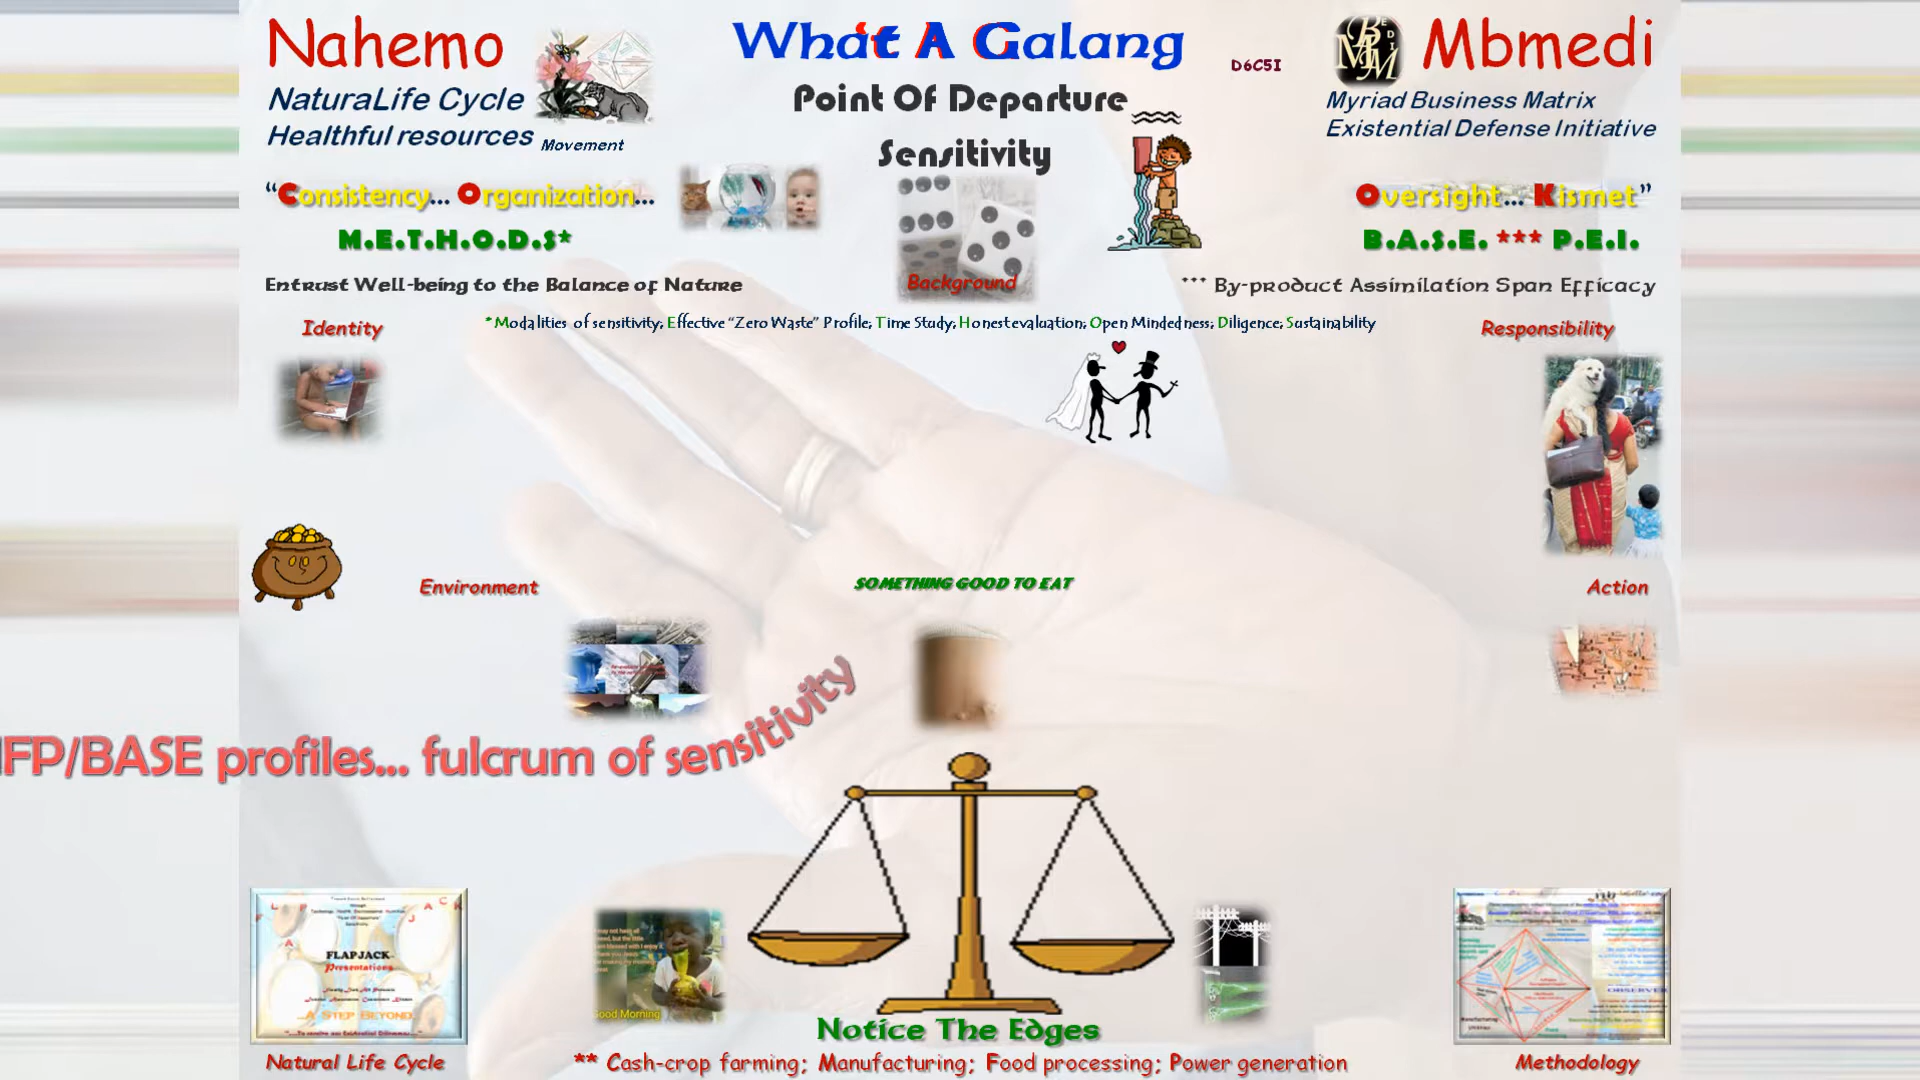 Nahemo
NaturaLife Cycle
Healthful resources Movement
What A Galang
Point Of Departure
Sensitivity
D6C5I
Mbmedi
Myriad Business Matrix
Existential Defense Initiative
“Consistency... Organization...
Oversight... Kismet”
M.E.T.H.O.D.S*
B.A.S.E. *** P.E.I.
Entrust Well-being to the Balance of Nature
Background
*** By-product Assimilation Span Efficacy
*Modalities of sensitivity; Effective “Zero Waste” Profile; Time Study; Honest evaluation; Open Mindedness; Diligence; Sustainability
Identity
Responsibility
Environment
SOMETHING GOOD TO EAT
Action
FP/BASE profiles... fulcrum of sensitivity
FLAPJACK
Presentations
...A STEP BEYOND
Good Morning
OBSERVER
Notice The Edges
Natural Life Cycle
** Cash-crop farming; Manufacturing; Food processing; Power generation
Methodology